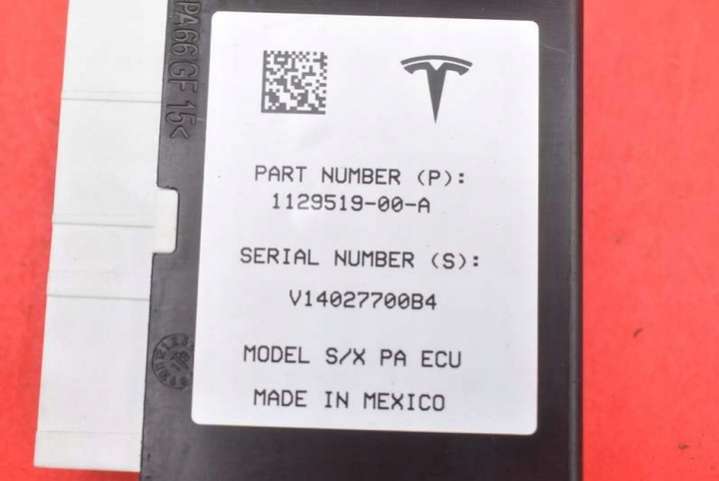 PA66 GF 15<
PART NUMBER (P):
1129519-00-A
SERIAL NUMBER (S):
V14027700B4
MODEL S/X PA ECU
MADE IN MEXICO